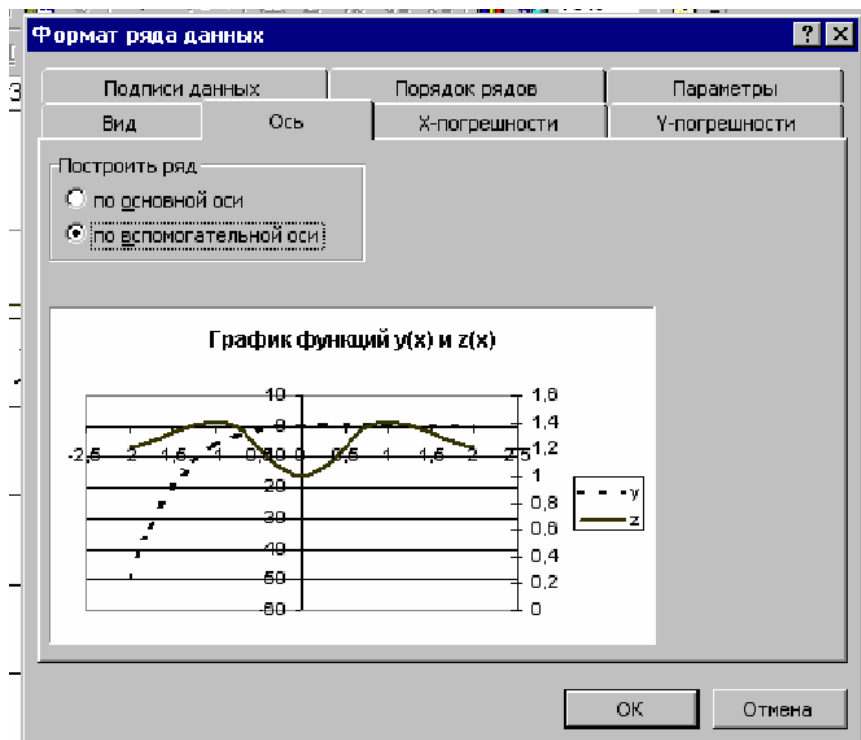 Формат ряда данных
Подписи данных Порядок рядов Параметры
Вид Ось X-погрешности Y-погрешности
Построить ряд
по основной оси
по вспомогательной оси
График функций y(x) и z(x)
10 1,6
0 1,4
-2,5 -2 -1,5 -1 0 0,5 1 1,5 2 2,5 1,2
-20 1
-30 0,8
y
z
0,6
-40 0,4
-50 0,2
-60 0
ОК Отмена